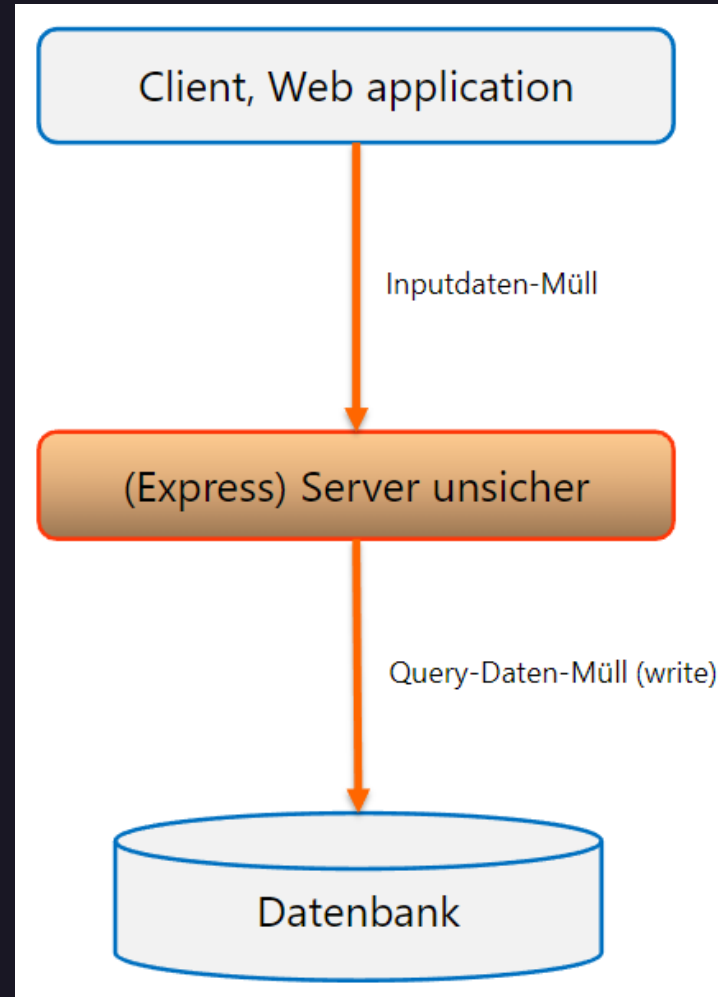 Client, Web application
Inputdaten-Müll
(Express) Server unsicher
Query-Daten-Müll (write)
Datenbank